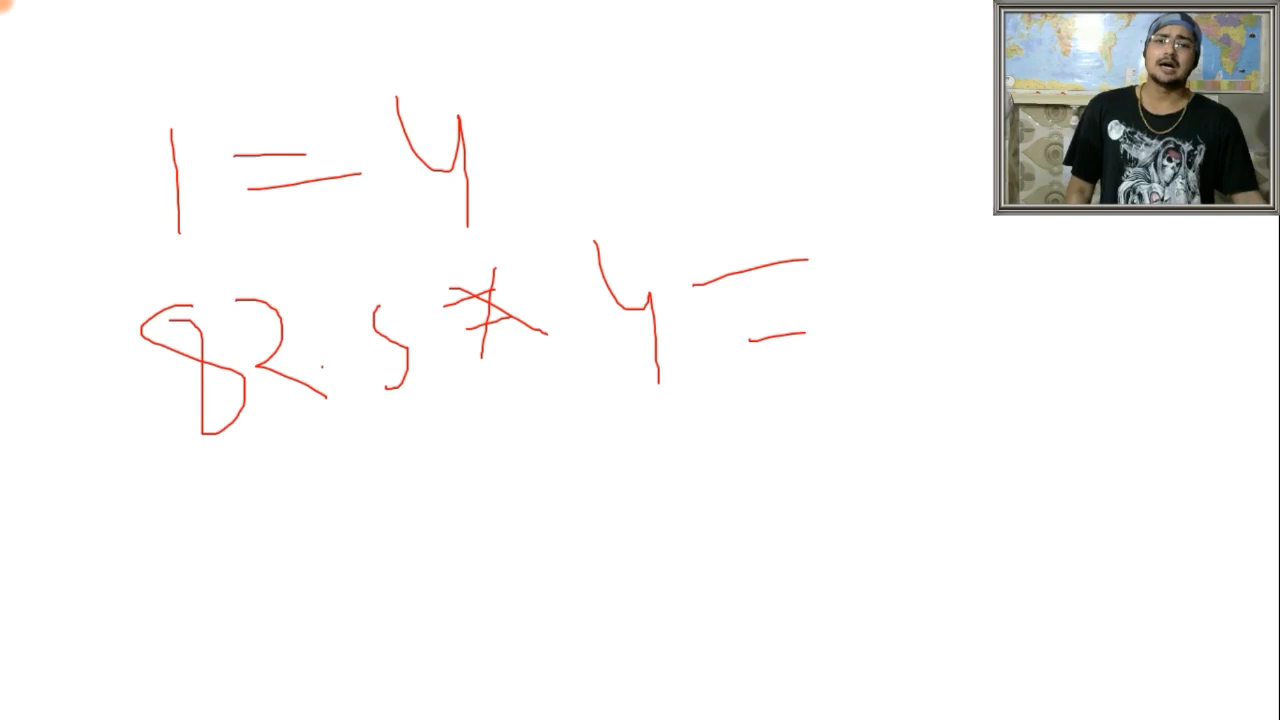 1 = 4
82.5 * 4 =